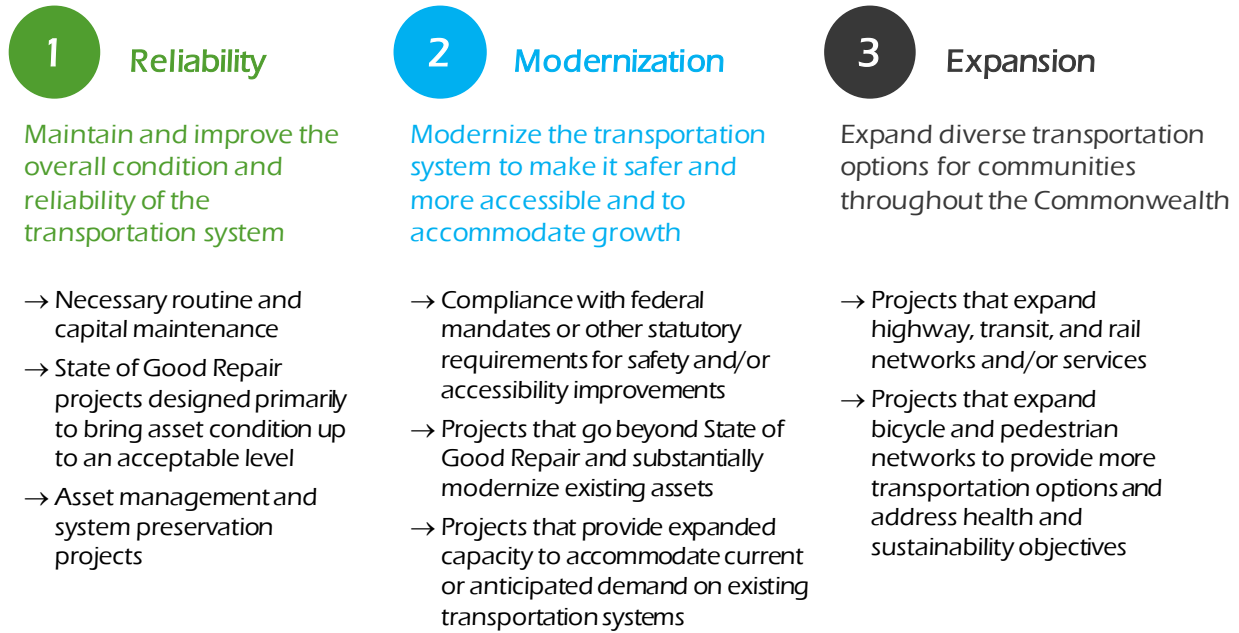 1 Reliability
Maintain and improve the
overall condition and
reliability of the
transportation system
→ Necessary routine and
capital maintenance
→ State of Good Repair
projects designed primarily
to bring asset condition up
to an acceptable level
→ Asset management and
system preservation
projects
2 Modernization
Modernize the transportation
system to make it safer and
more accessible and to
accommodate growth
→ Compliance with federal
mandates or other statutory
requirements for safety and/or
accessibility improvements
→ Projects that go beyond State of
Good Repair and substantially
modernize existing assets
→ Projects that provide expanded
capacity to accommodate current
or anticipated demand on existing
transportation systems
3 Expansion
Expand diverse transportation
options for communities
throughout the Commonwealth
→ Projects that expand
highway, transit, and rail
networks and/or services
→ Projects that expand
bicycle and pedestrian
networks to provide more
transportation options and
address health and
sustainability objectives